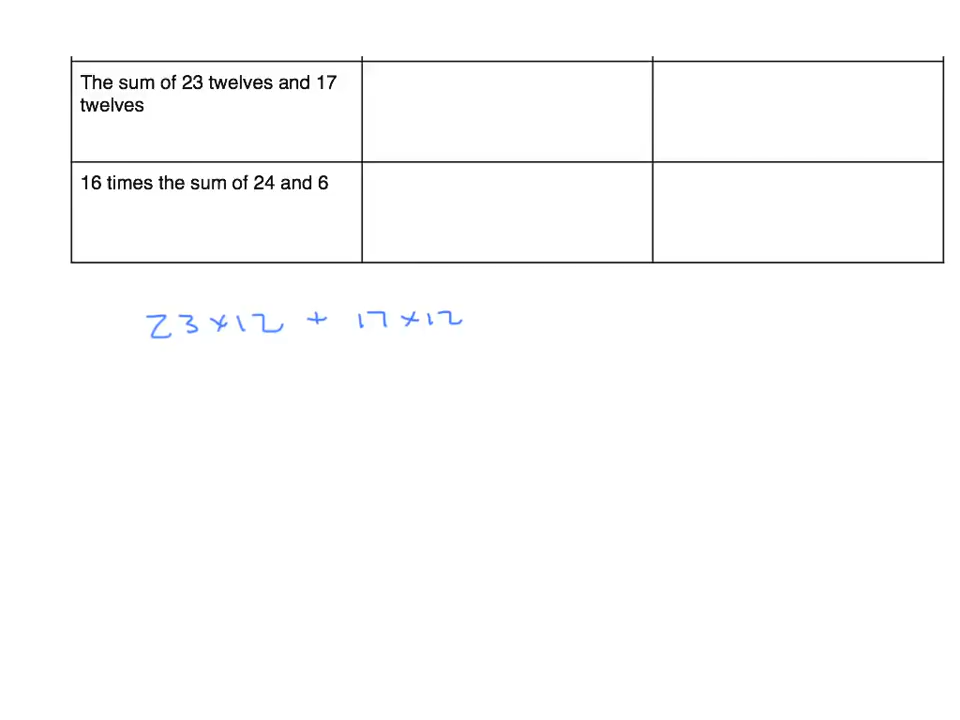 The sum of 23 twelves and 17
twelves
16 times the sum of 24 and 6
23×12 + 17×12